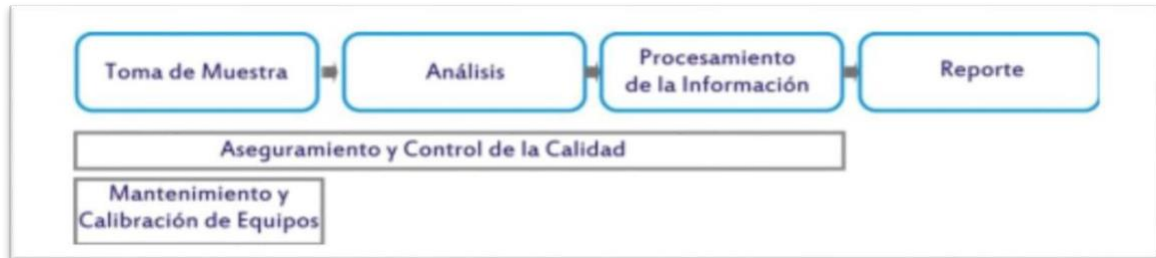 Toma de Muestra
Análisis
Procesamiento
de la Información
Reporte
Aseguramiento y Control de la Calidad
Mantenimiento y
Calibración de Equipos